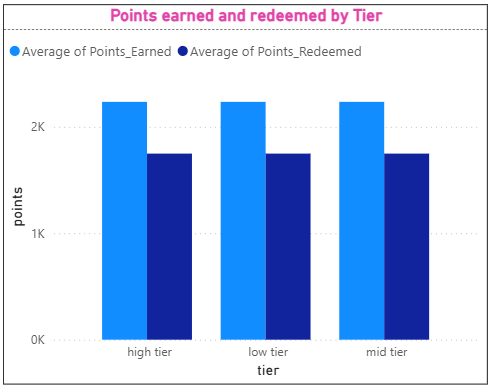 Points earned and redeemed by Tier
Average of Points_Earned Average of Points_Redeemed
2K
1K
0K
points
high tier low tier mid tier
tier